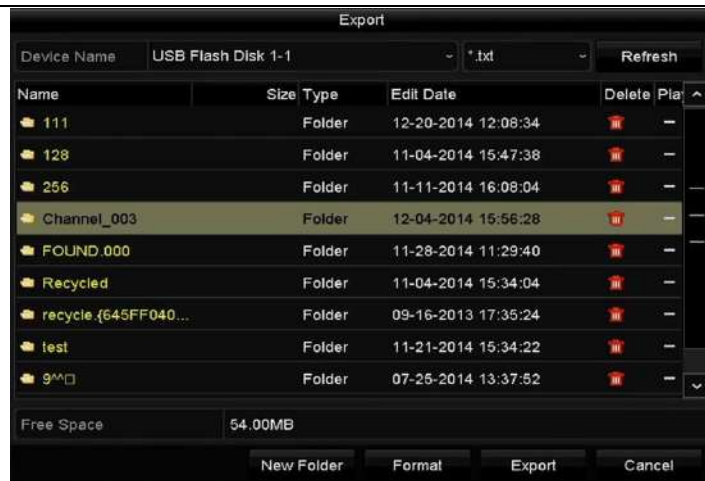 Export
Device Name USB Flash Disk 1-1 *.txt Refresh
Name Size Type Edit Date Delete Play
111 Folder 12-20-2014 12:08:34 —
128 Folder 11-04-2014 15:47:38 —
256 Folder 11-11-2014 16:08:04 —
Channel_003 Folder 12-04-2014 15:56:28 —
FOUND.000 Folder 11-28-2014 11:29:40 —
Recycled Folder 11-04-2014 15:34:04 —
recycle.{645FF040... Folder 09-16-2013 17:35:24 —
test Folder 11-21-2014 15:34:22 —
9^^□ Folder 07-25-2014 13:37:52 —
Free Space 54.00MB
New Folder Format Export Cancel